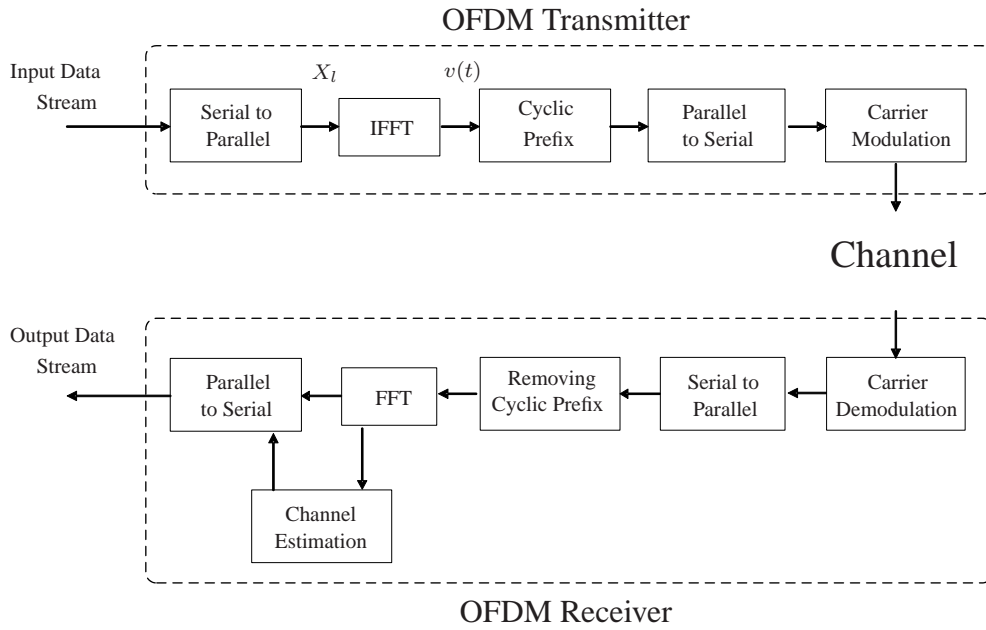 OFDM Transmitter
Input Data
Stream
X_l
v(t)
Serial to
Parallel
IFFT
Cyclic
Prefix
Parallel
to Serial
Carrier
Modulation
Channel
Output Data
Stream
Parallel
to Serial
FFT
Removing
Cyclic Prefix
Serial to
Parallel
Carrier
Demodulation
Channel
Estimation
OFDM Receiver